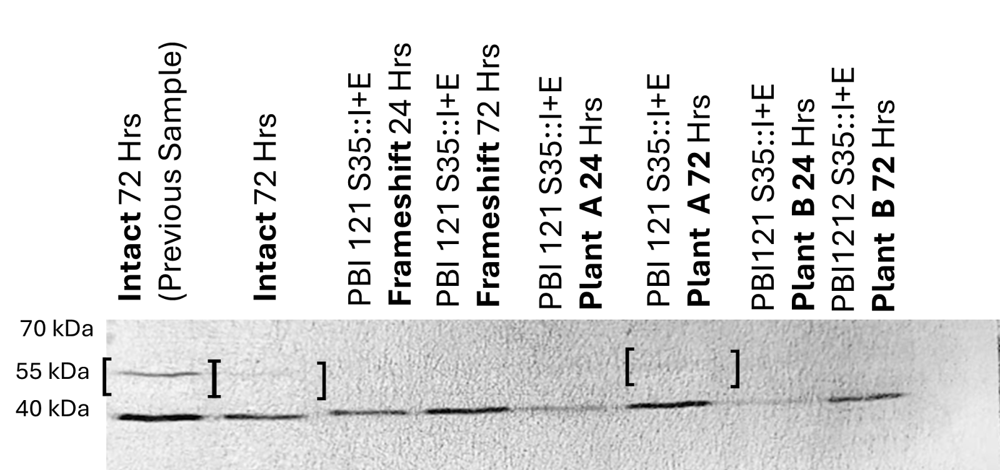 Intact 72 Hrs
(Previous Sample)
Intact 72 Hrs
PBI 121 S35::I+E
Frameshift 24 Hrs
PBI 121 S35::I+E
Frameshift 72 Hrs
PBI 121 S35::I+E
Plant A 24 Hrs
PBI 121 S35::I+E
Plant A 72 Hrs
PBI121 S35::I+E
Plant B 24 Hrs
PBI1212 S35::I+E
Plant B 72 Hrs
70 kDa
55 kDa
40 kDa